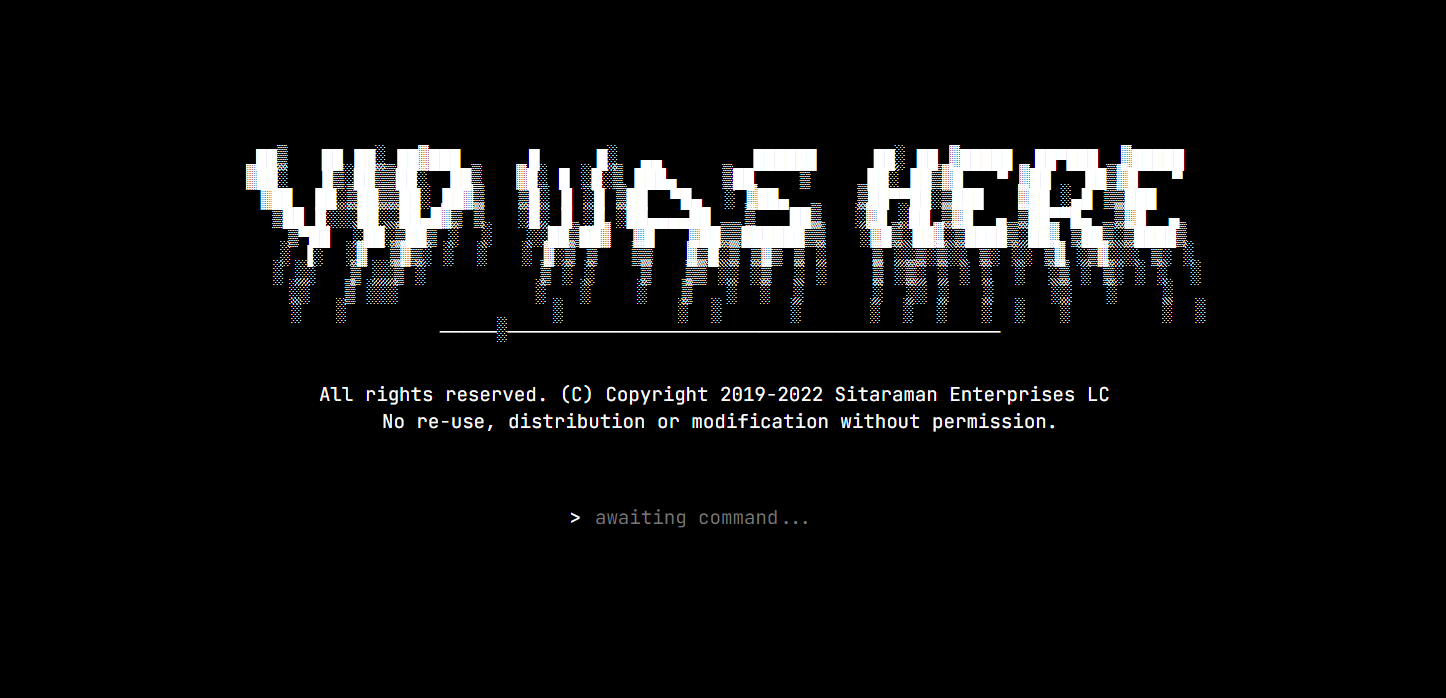 VIP WAS HERE
All rights reserved. (C) Copyright 2019-2022 Sitaraman Enterprises LC
No re-use, distribution or modification without permission.
> awaiting command...